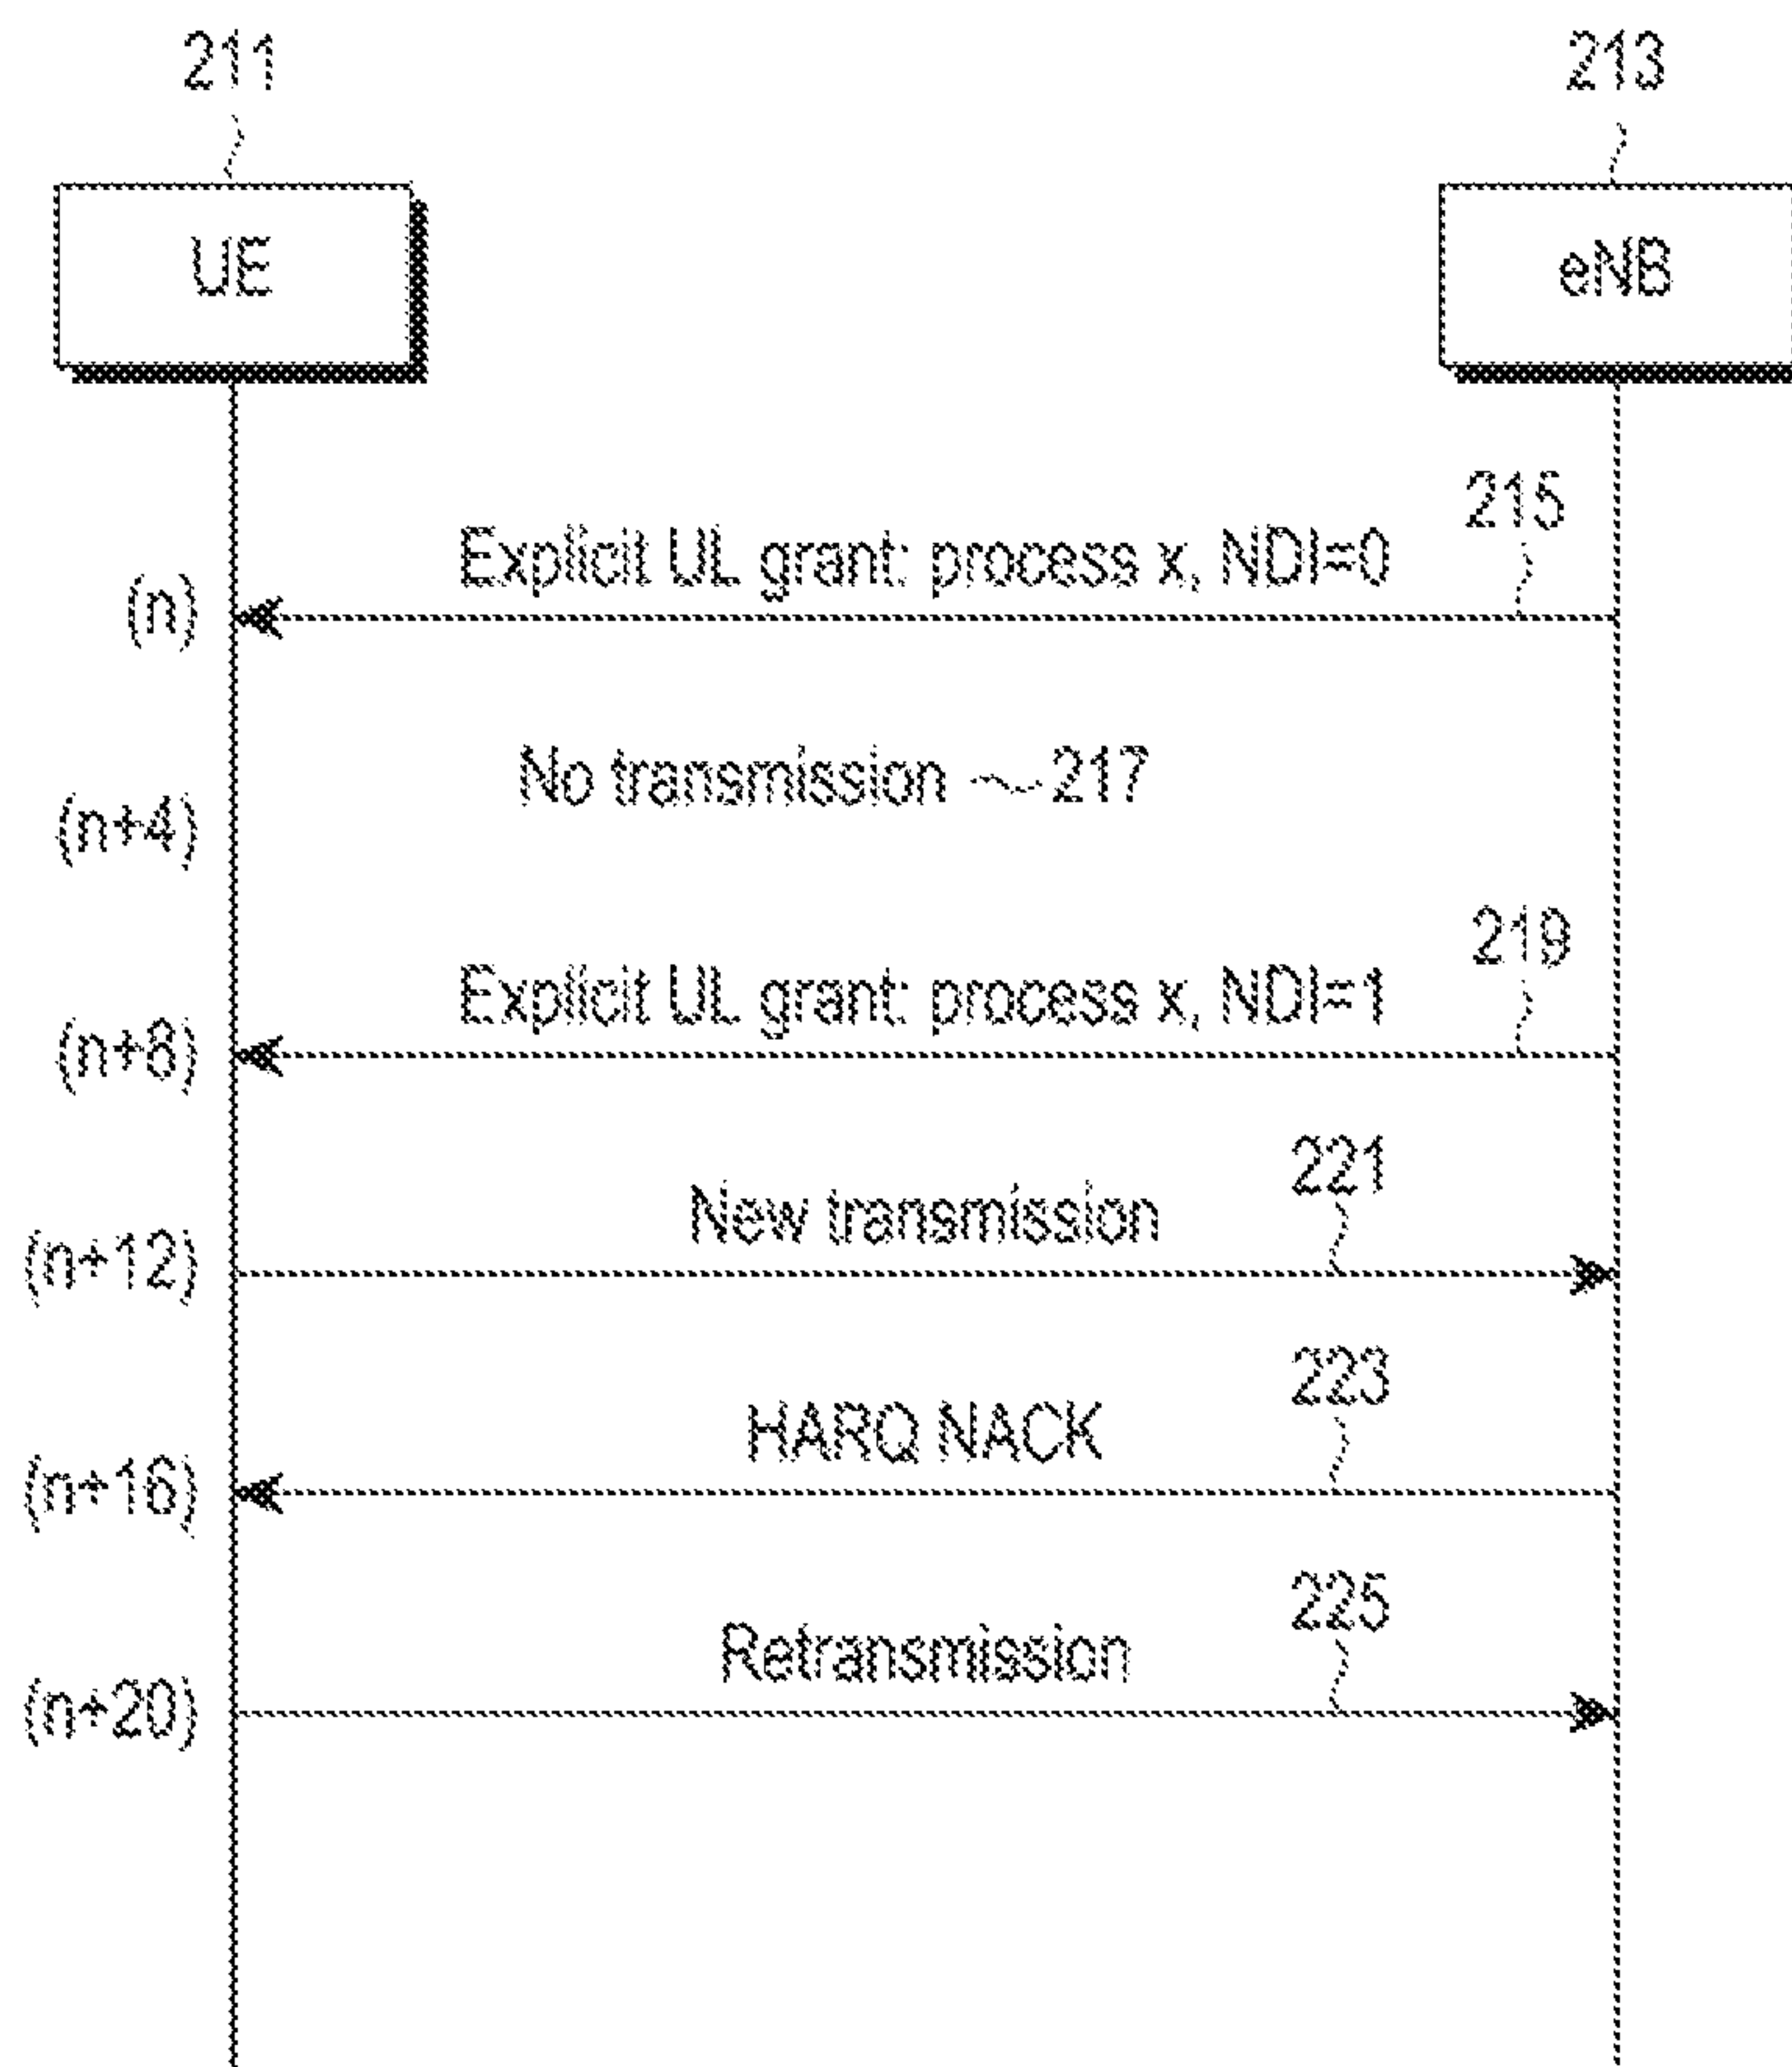 211
213
UE
eNB
215
Explicit UL grant: process x, NDI=0
(n)
No transmission 217
(n+4)
219
Explicit UL grant: process x, NDI=1
(n+8)
221
New transmission
(n+12)
223
HARQ NACK
(n+16)
225
Retransmission
(n+20)